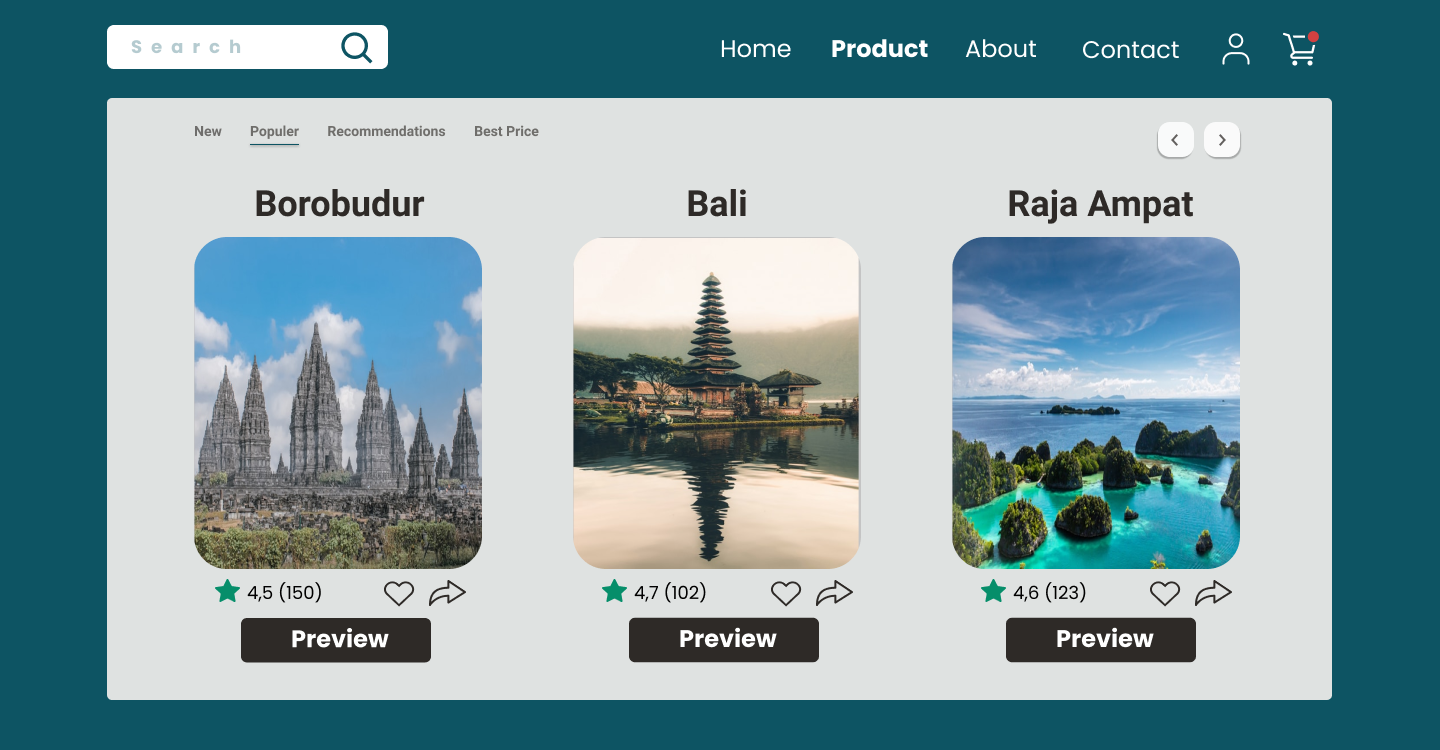 Search
Home Product About Contact
New Populer Recommendations Best Price
Borobudur Bali Raja Ampat
4,5 (150) 4,7 (102) 4,6 (123)
Preview Preview Preview